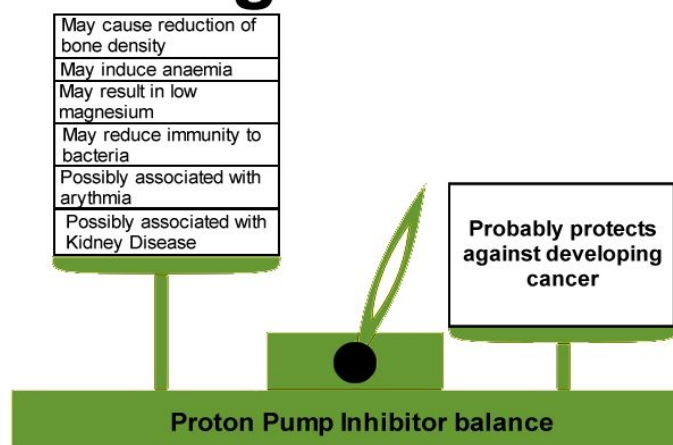 May cause reduction of
bone density
May induce anaemia
May result in low
magnesium
May reduce immunity to
bacteria
Possibly associated with
arythmia
Possibly associated with
Kidney Disease
Probably protects
against developing
cancer
Proton Pump Inhibitor balance